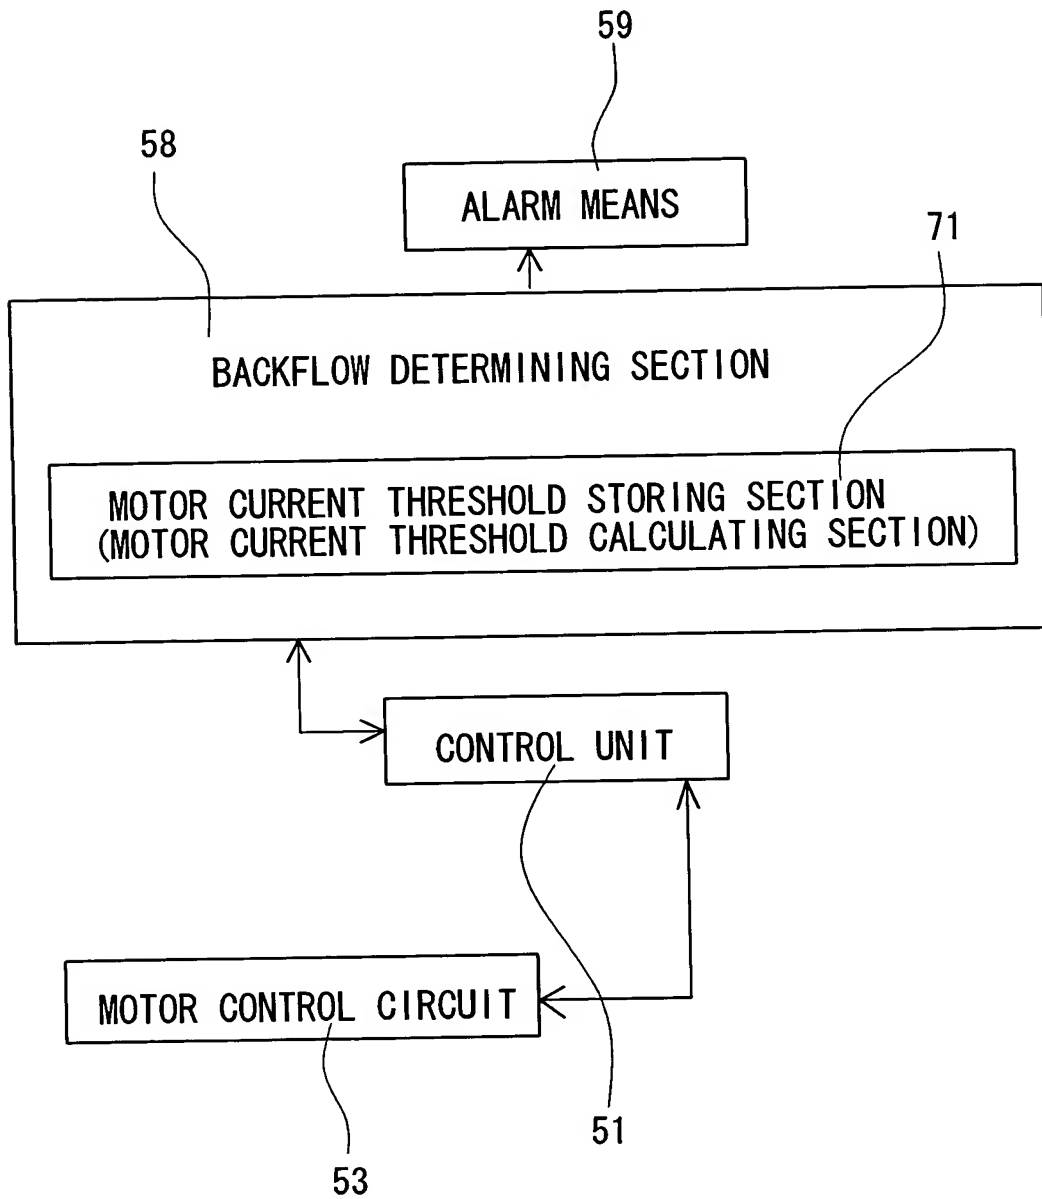 59
58
ALARM MEANS
71
BACKFLOW DETERMINING SECTION
MOTOR CURRENT THRESHOLD STORING SECTION
(MOTOR CURRENT THRESHOLD CALCULATING SECTION)
CONTROL UNIT
MOTOR CONTROL CIRCUIT
51
53